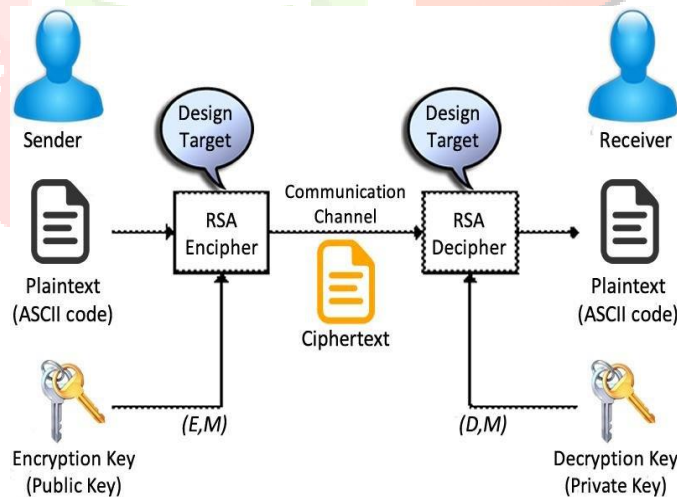 Sender
Design
Target
Design
Target
Receiver
Plaintext
(ASCII code)
RSA
Encipher
Communication
Channel
Ciphertext
RSA
Decipher
Plaintext
(ASCII code)
Encryption Key
(Public Key)
(E,M)
(D,M)
Decryption Key
(Private Key)